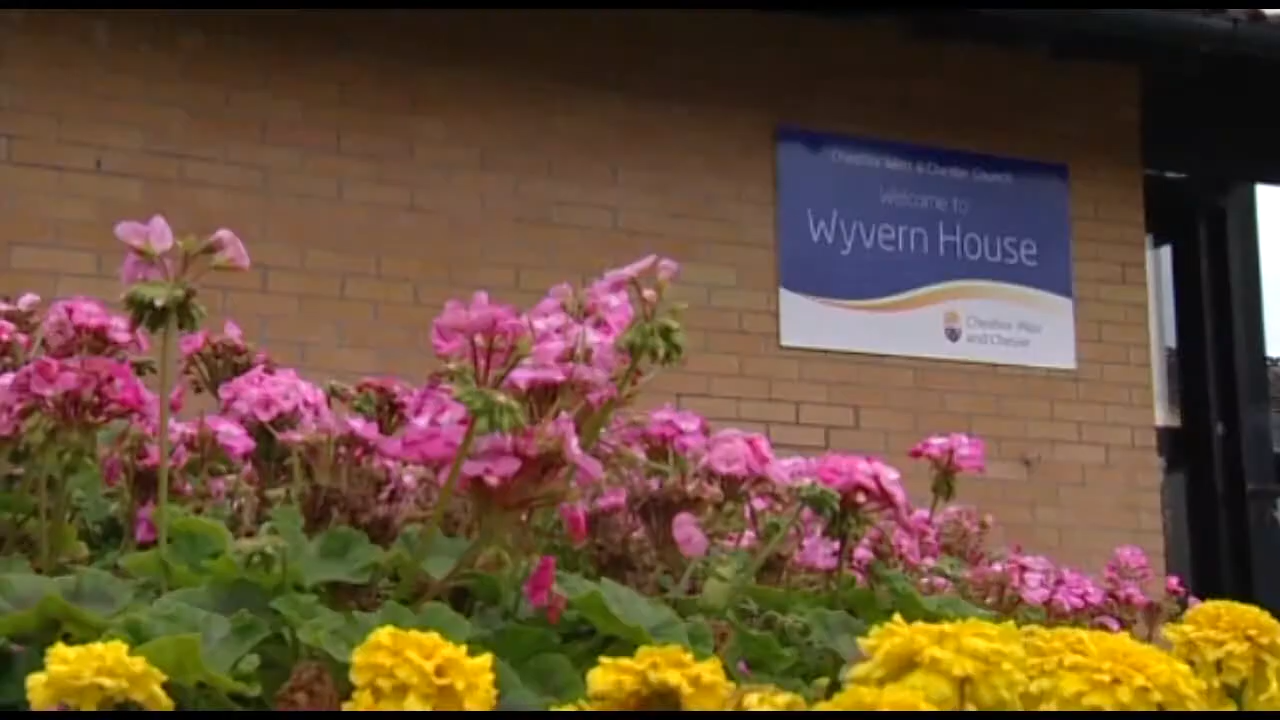 Cheshire West & Chester Council
Welcome to
Wyvern House
Cheshire West
and Chester